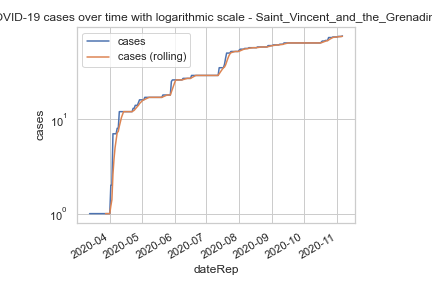 OVID-19 cases over time with logarithmic scale - Saint_Vincent_and_the_Grenadin
cases
cases (rolling)
cases
10¹
10⁰
2020-04
2020-05
2020-06
2020-07
2020-08
2020-09
2020-10
2020-11
dateRep